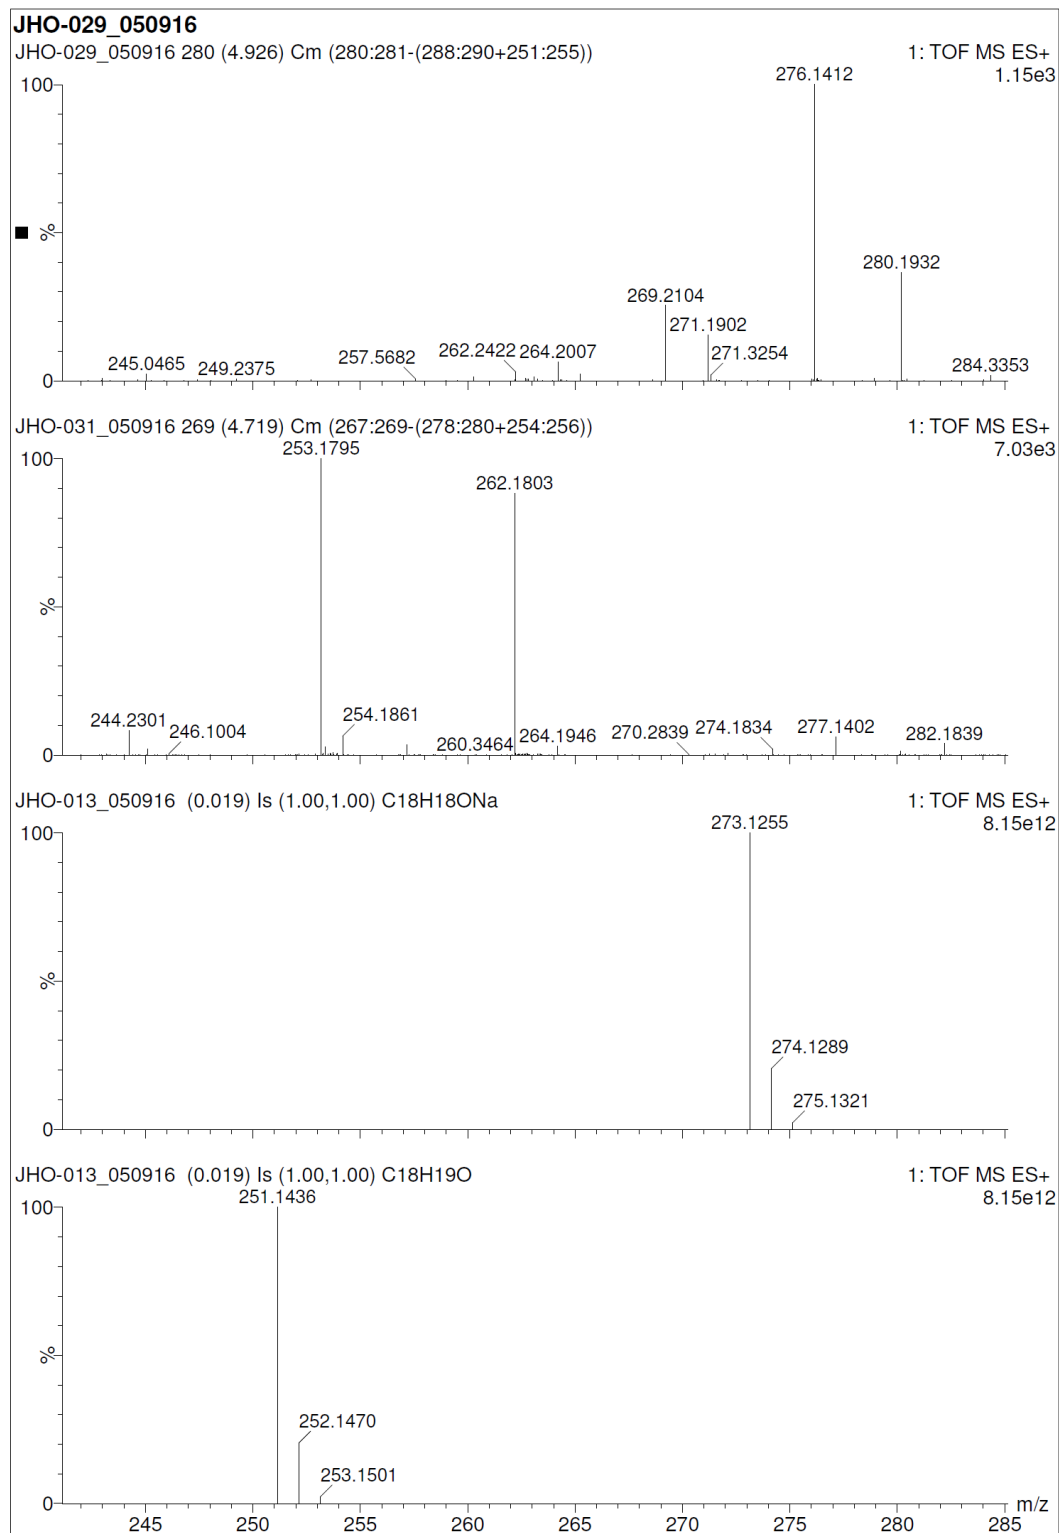 JHO-029_050916
JHO-029_050916 280 (4.926) Cm (280:281-(288:290+251:255))
1: TOF MS ES+
1.15e3
100
%
0
276.1412
280.1932
269.2104
271.1902
271.3254
262.2422
264.2007
257.5682
245.0465
249.2375
284.3353
JHO-031_050916 269 (4.719) Cm (267:269-(278:280+254:256))
1: TOF MS ES+
7.03e3
100
%
0
253.1795
262.1803
244.2301
246.1004
254.1861
260.3464
264.1946
270.2839
274.1834
277.1402
282.1839
JHO-013_050916 (0.019) Is (1.00,1.00) C18H18ONa
1: TOF MS ES+
8.15e12
100
%
0
273.1255
274.1289
275.1321
JHO-013_050916 (0.019) Is (1.00,1.00) C18H19O
1: TOF MS ES+
8.15e12
100
%
0
251.1436
252.1470
253.1501
m/z
245 250 255 260 265 270 275 280 285